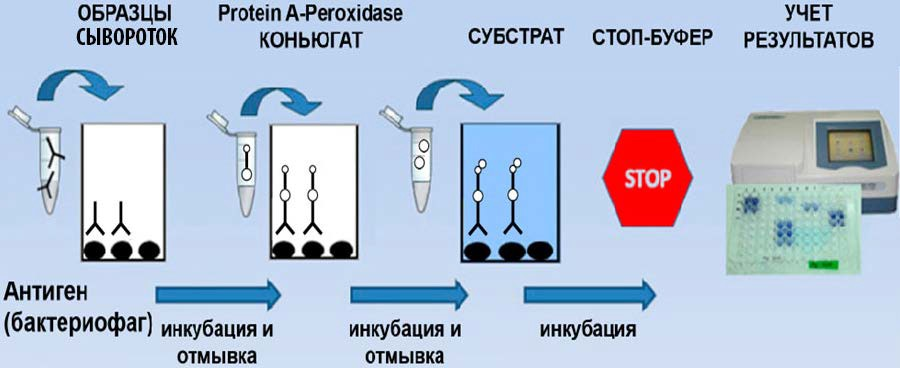 ОБРАЗЦЫ
СЫВОРОТОК
Protein A-Peroxidase
КОНЬЮГАТ
СУБСТРАТ
СТОП-БУФЕР
УЧЕТ
РЕЗУЛЬТАТОВ
STOP
Антиген
(бактериофаг)
инкубация и
отмывка
инкубация и
отмывка
инкубация